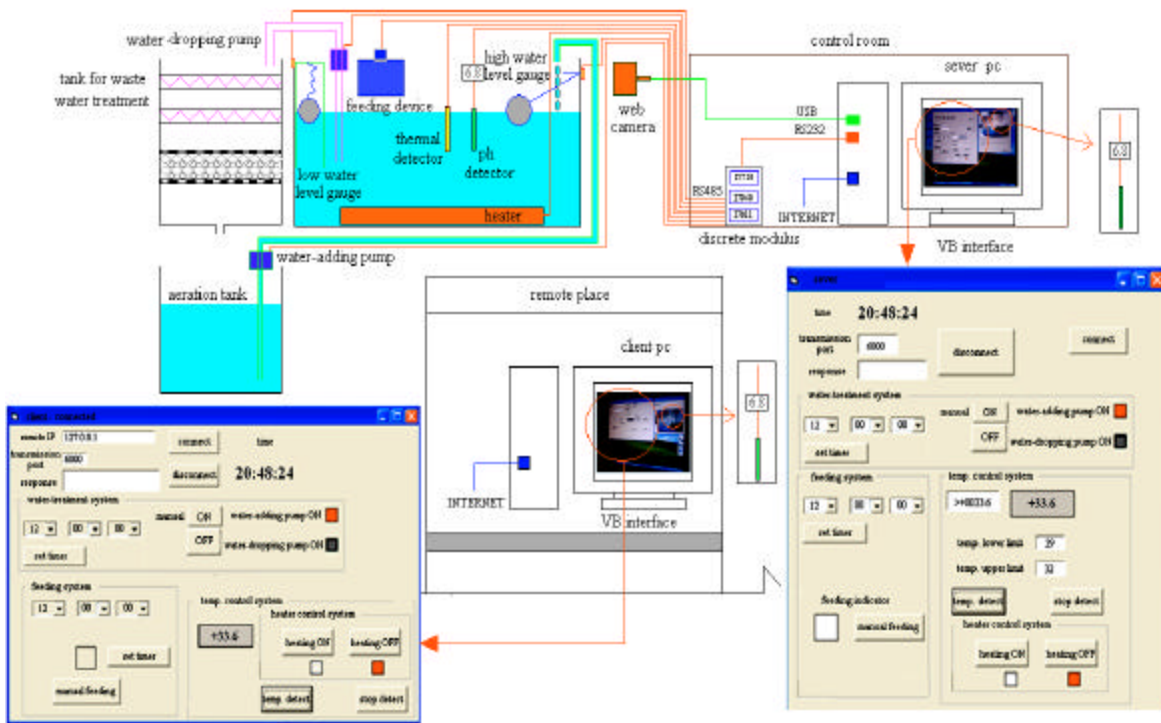 water-dropping pump
tank for waste
water treatment
feeding device
6.8
high water
level gauge
thermal
detector
ph
detector
low water
level gauge
heater
web
camera
control room
sever pc
USB
RS232
RS485
INTERNET
discrete modulus
VB interface
6.8
water-adding pump
aeration tank
remote place
client pc
6.8
INTERNET
VB interface
client connected
remote IP 127.0.0.1
connect
time
transmission
port 6000
response
disconnect
20:48:24
water-treatment system
12 00 00
manual ON
OFF
water-adding pump ON
water-dropping pump ON
set timer
feeding system
12 00 00
set timer
manual feeding
temp. control system
+33.6
heater control system
heating ON
heating OFF
temp. detect
stop detect
sever
time 20:48:24
transmission
port 6000
response
disconnect
connect
water-treatment system
12 00 00
manual ON
OFF
water-adding pump ON
water-dropping pump ON
set timer
feeding system
12 00 00
set timer
feeding indicator
manual feeding
temp. control system
>+0033.6
+33.6
temp. lower limit 29
temp. upper limit 32
temp. detect
stop detect
heater control system
heating ON
heating OFF